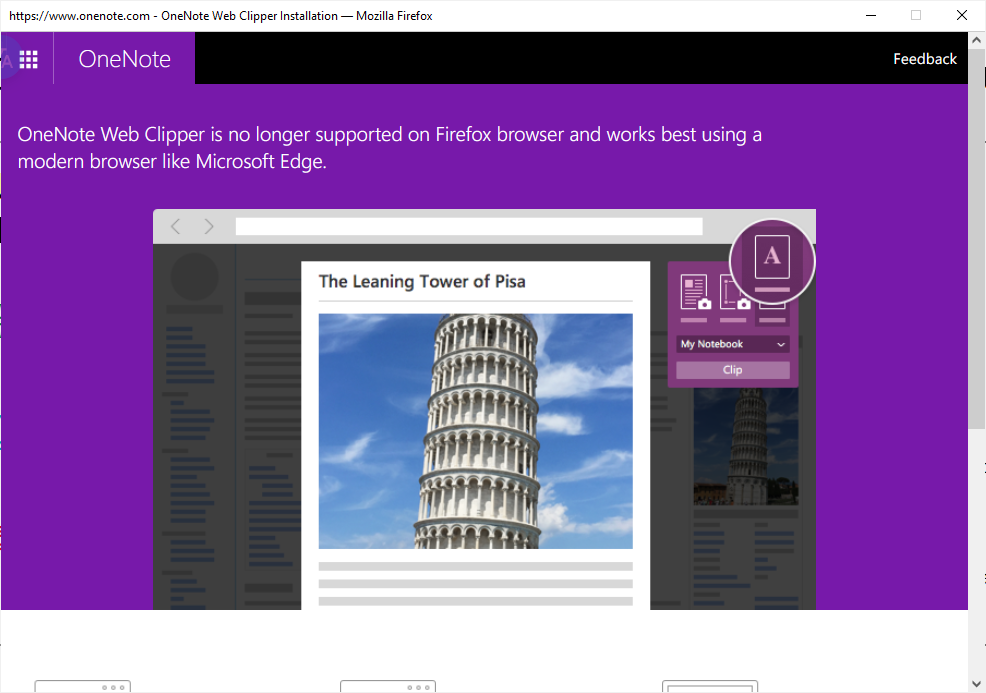 https://www.onenote.com - OneNote Web Clipper Installation — Mozilla Firefox
OneNote
Feedback
OneNote Web Clipper is no longer supported on Firefox browser and works best using a
modern browser like Microsoft Edge.
A
The Leaning Tower of Pisa
My Notebook
Clip